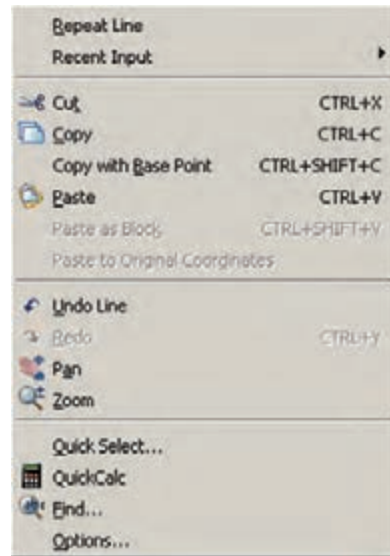 Repeat Line
Recent Input
Cut CTRL+X
Copy CTRL+C
Copy with Base Point CTRL+SHIFT+C
Paste CTRL+V
Paste as Block CTRL+SHIFT+V
Paste to Original Coordinates
Undo Line
Redo CTRL+Y
Pan
Zoom
Quick Select...
QuickCalc
Find...
Options...